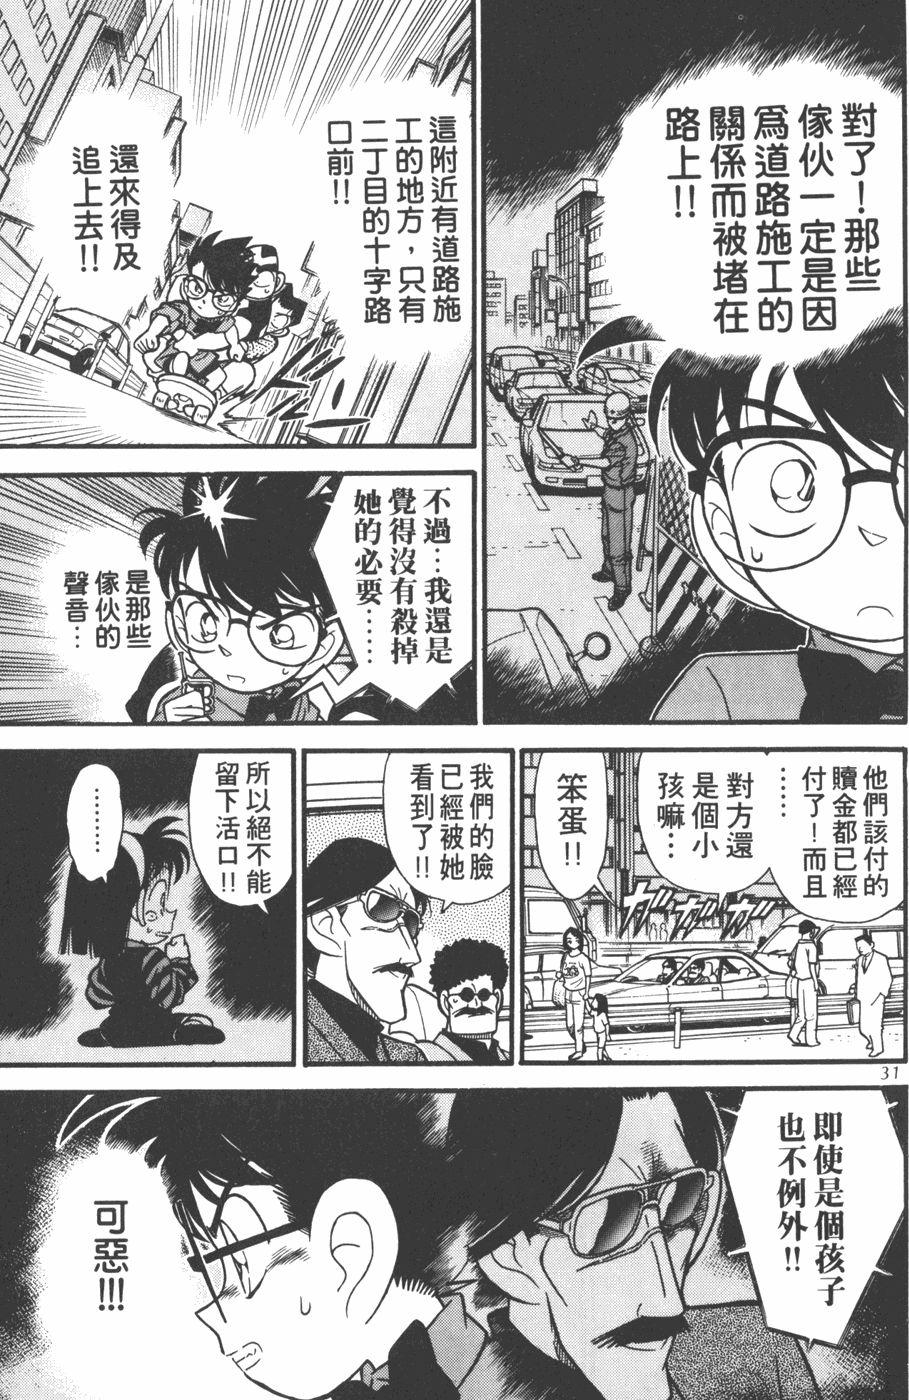 對了！那些
傢伙一定是因
為道路施工的
關係而被堵在
路上!!
這附近有道路施
工的地方，只有
二丁目的十字路
口前!!
還來得及
追上去!!
不過…我還是
覺得沒有殺掉
她的必要……
是那些
傢伙的
聲音…
他們該付的
贖金都已經
付了！而且
……
對方還
是個小
孩嘛…
笨蛋!!
ガガガ
我們的臉
已經被她
看到了!!
所以絕不能
留下活口!!
………
31
即使是個孩子
也不例外!!
可惡!!!